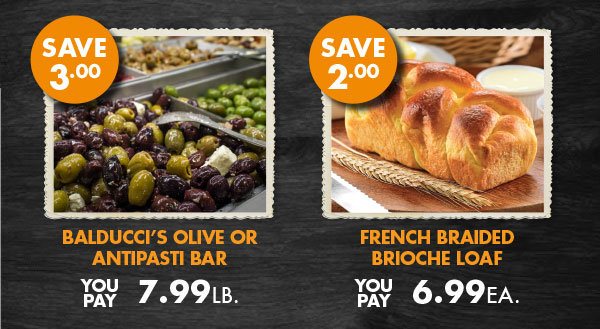 SAVE
3.00
BALDUCCI'S OLIVE OR
ANTIPASTI BAR
YOU
PAY
7.99LB.
SAVE
2.00
FRENCH BRAIDED
BRIOCHE LOAF
YOU
PAY
6.99EA.